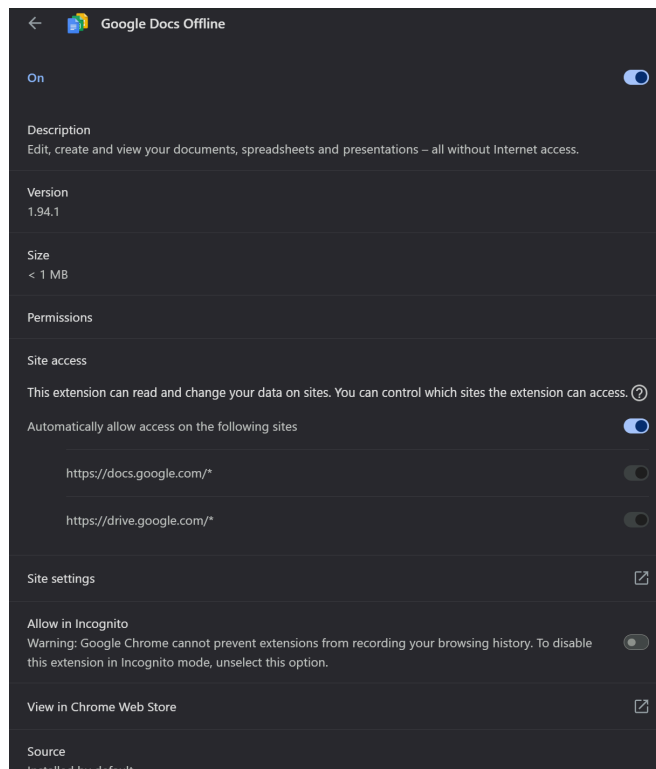 Google Docs Offline
On
Description
Edit, create and view your documents, spreadsheets and presentations – all without Internet access.
Version
1.94.1
Size
< 1 MB
Permissions
Site access
This extension can read and change your data on sites. You can control which sites the extension can access.
Automatically allow access on the following sites
https://docs.google.com/*
https://drive.google.com/*
Site settings
Allow in Incognito
Warning: Google Chrome cannot prevent extensions from recording your browsing history. To disable
this extension in Incognito mode, unselect this option.
View in Chrome Web Store
Source
Installed by default